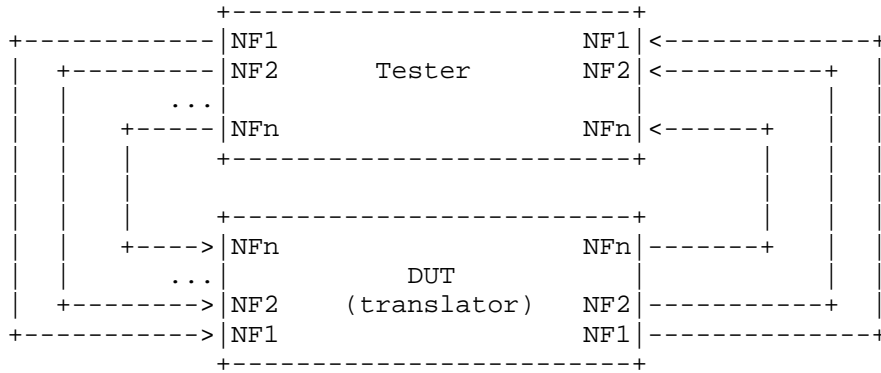 NF1 NF1
NF2 Tester NF2
...
NFn NFn
NFn NFn
... DUT
NF2 (translator) NF2
NF1 NF1